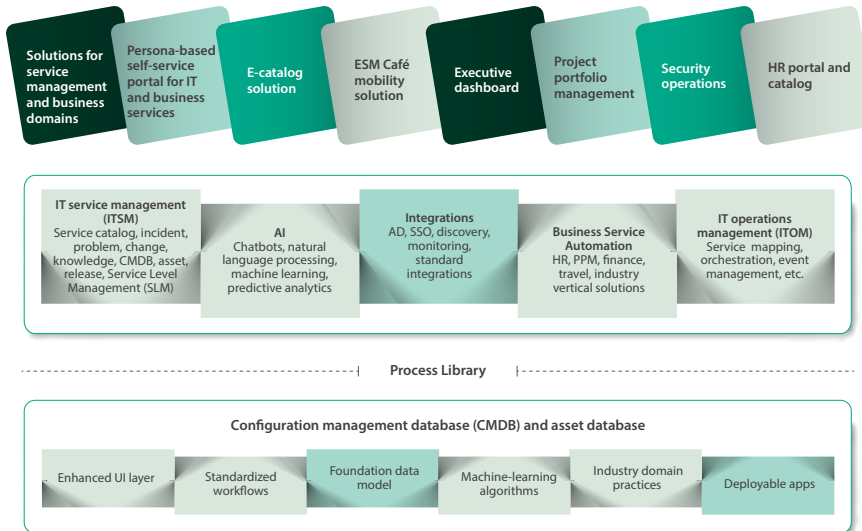 Solutions for
service
management
and business
domains
Persona-based
self-service
portal for IT
and business
services
E-catalog
solution
ESM Café
mobility
solution
Executive
dashboard
Project
portfolio
management
Security
operations
HR portal and
catalog
IT service management
(ITSM)
Service catalog, incident,
problem, change,
knowledge, CMDB, asset,
release, Service Level
Management (SLM)
AI
Chatbots, natural
language processing,
machine learning,
predictive analytics
Integrations
AD, SSO, discovery,
monitoring,
standard
integrations
Business Service
Automation
HR, PPM, finance,
travel, industry
vertical solutions
IT operations
management (ITOM)
Service mapping,
orchestration, event
management, etc.
Process Library
Configuration management database (CMDB) and asset database
Enhanced UI layer
Standardized
workflows
Foundation data
model
Machine-learning
algorithms
Industry domain
practices
Deployable apps